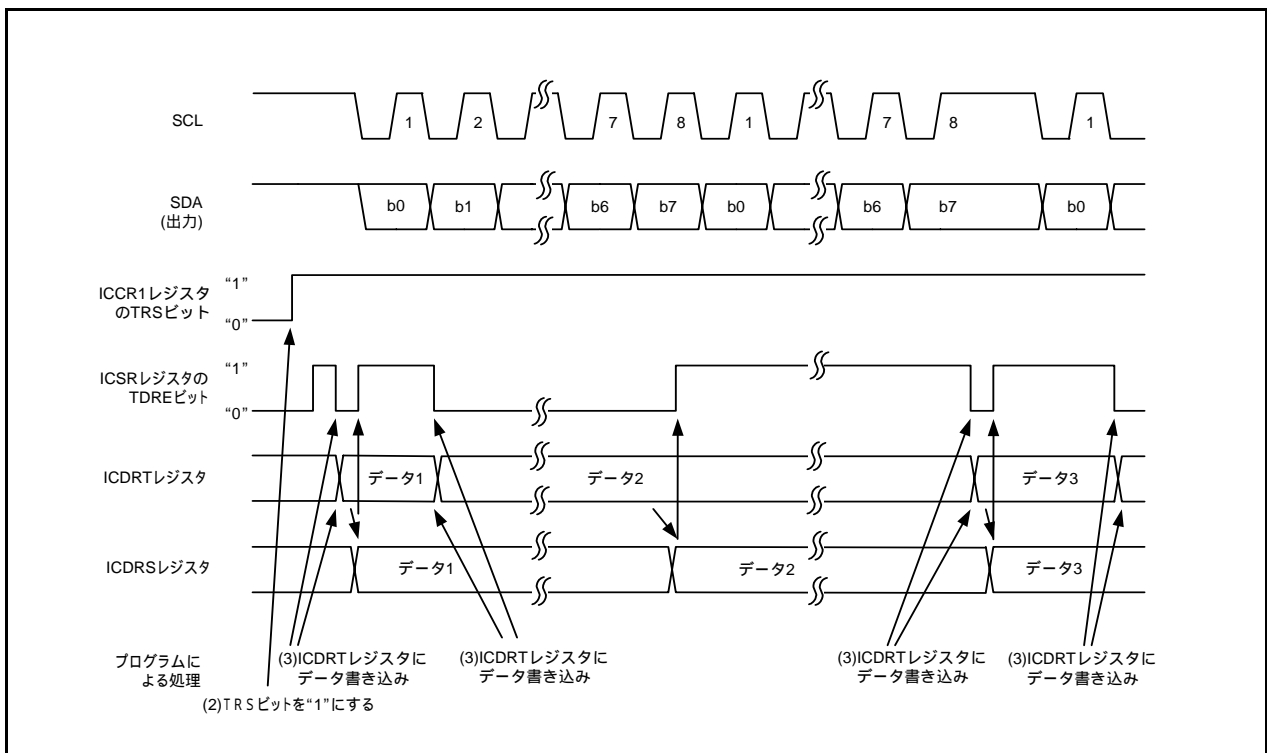 SCL
1 2 7 8 1 7 8 1
SDA
(出力)
b0 b1 b6 b7 b0 b6 b7 b0
ICCR1レジスタ
のTRSビット
“1”
“0”
ICSRレジスタの
TDREビット
“1”
“0”
ICDRTレジスタ
データ1 データ2 データ3
ICDRSレジスタ
データ1 データ2 データ3
プログラムに
よる処理
(3)ICDRTレジスタに
データ書き込み
(3)ICDRTレジスタに
データ書き込み
(3)ICDRTレジスタに
データ書き込み
(3)ICDRTレジスタに
データ書き込み
(2)TRSビットを“1”にする